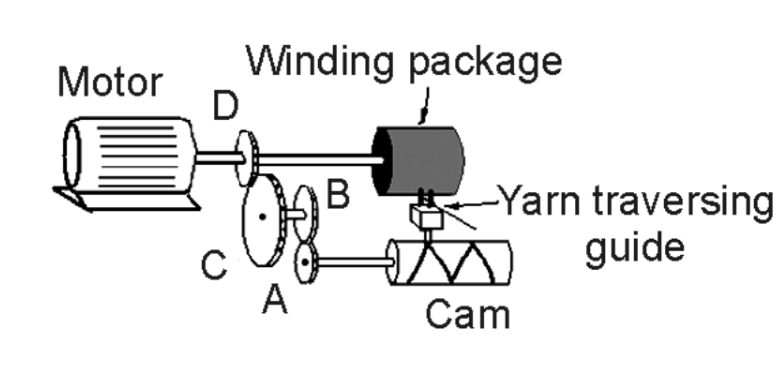 Winding package
Motor
D
B
Yarn traversing
guide
C
A
Cam